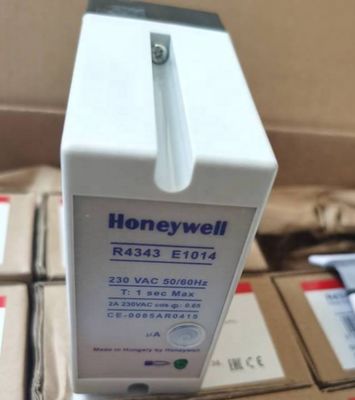 Honeywell
R4343 E1014
230 VAC 50/60Hz
T: 1 sec Max
2A 230VAC cos φ: 0.65
CE-0085AR0415
µA
Made in Hungary by Honeywell